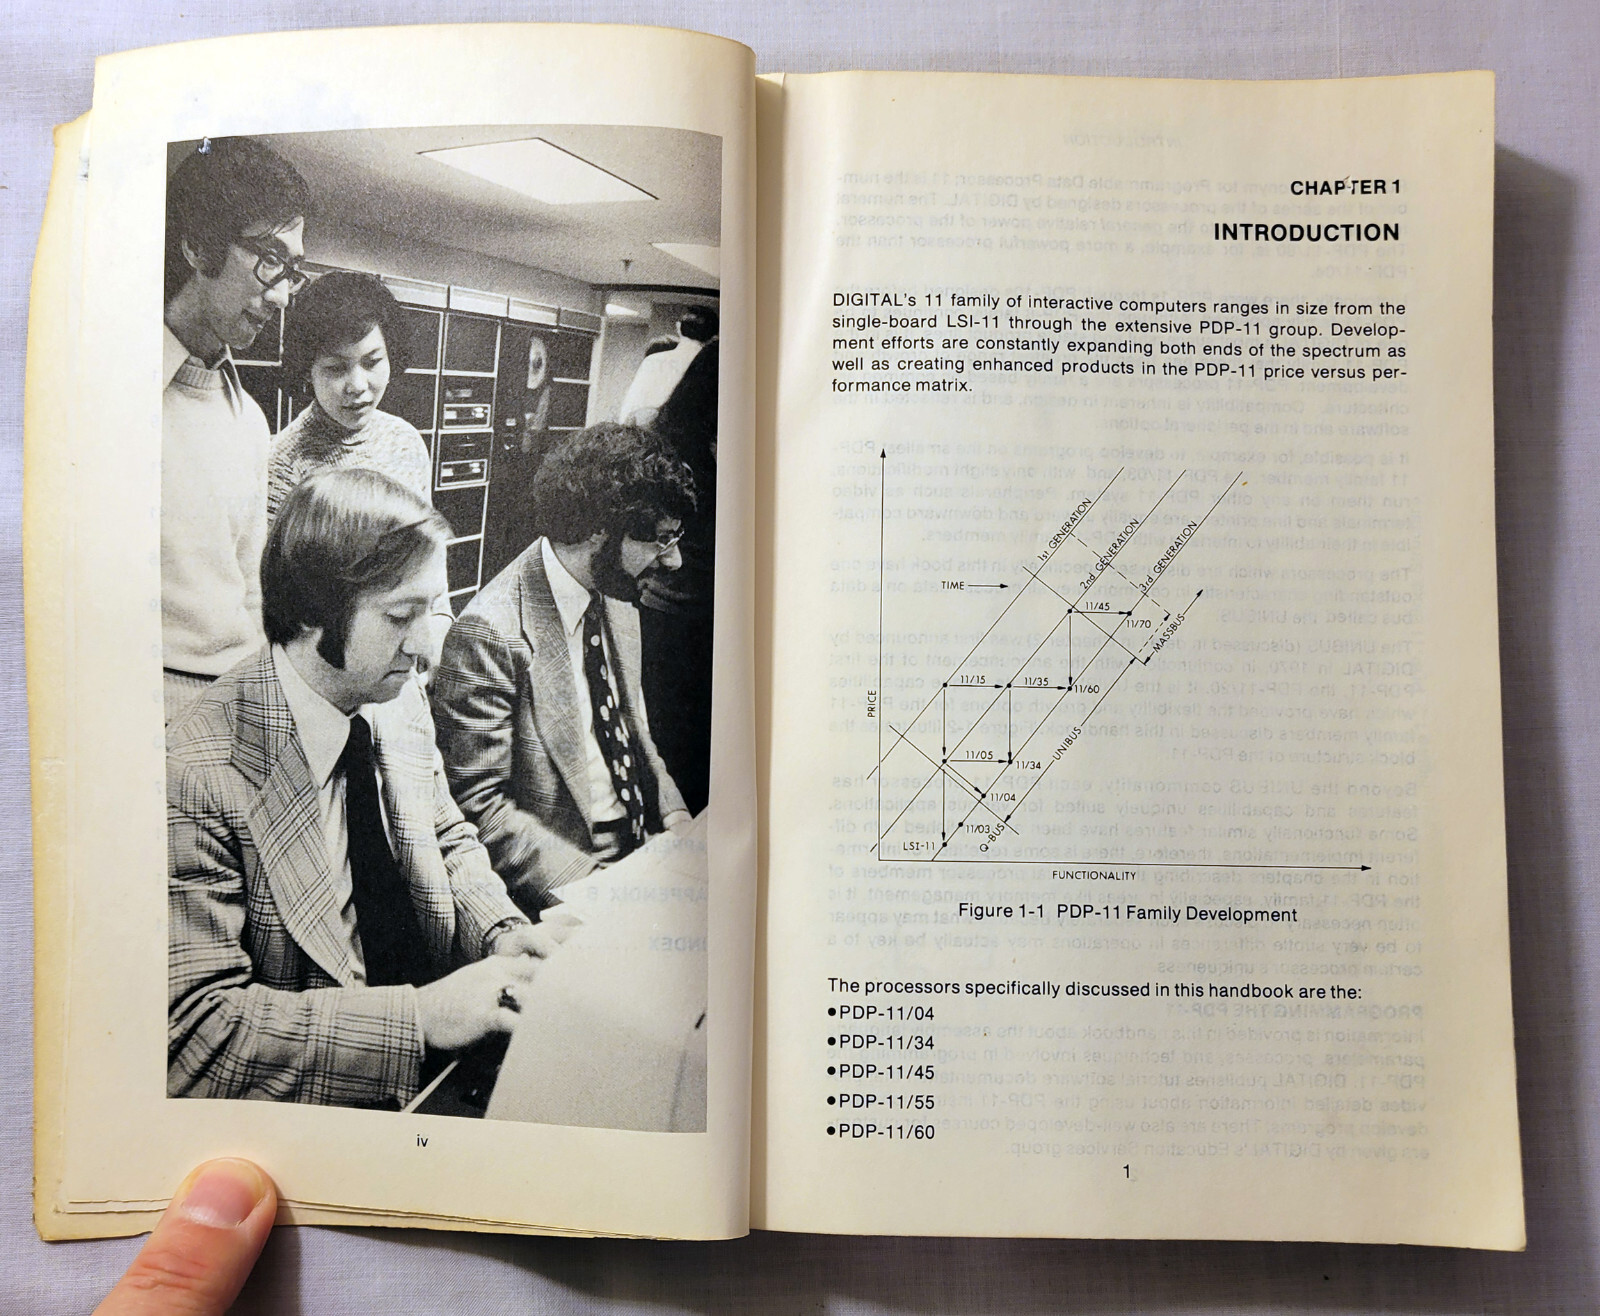 iv
CHAPTER 1
INTRODUCTION
DIGITAL's 11 family of interactive computers ranges in size from the
single-board LSI-11 through the extensive PDP-11 group. Develop-
ment efforts are constantly expanding both ends of the spectrum as
well as creating enhanced products in the PDP-11 price versus per-
formance matrix.
1st GENERATION
2nd GENERATION
3rd GENERATION
TIME
11/45
11/70
MASSBUS
11/15
11/35
11/60
PRICE
UNIBUS
11/05
11/34
11/04
11/03
Q-BUS
LSI-11
FUNCTIONALITY
Figure 1-1 PDP-11 Family Development
The processors specifically discussed in this handbook are the:
•PDP-11/04
•PDP-11/34
•PDP-11/45
•PDP-11/55
•PDP-11/60
1